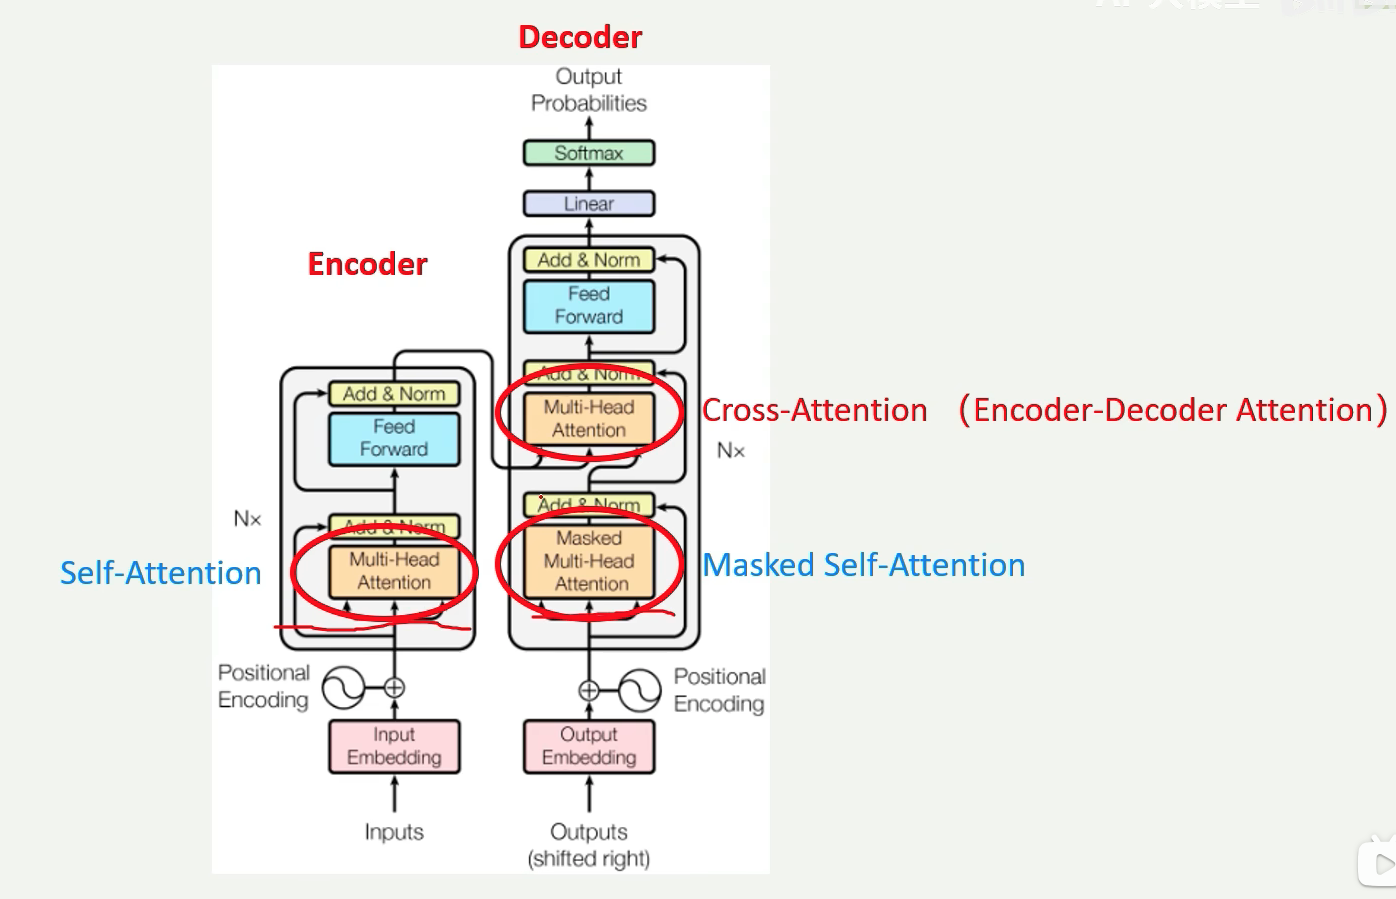 Decoder
Output
Probabilities
Softmax
Linear
Add & Norm
Feed
Forward
Add & Norm
Multi-Head
Attention
Cross-Attention （Encoder-Decoder Attention）
Nx
Add & Norm
Masked
Multi-Head
Attention
Masked Self-Attention
Positional
Encoding
Output
Embedding
Outputs
(shifted right)
Encoder
Add & Norm
Feed
Forward
Nx
Add & Norm
Multi-Head
Attention
Self-Attention
Positional
Encoding
Input
Embedding
Inputs